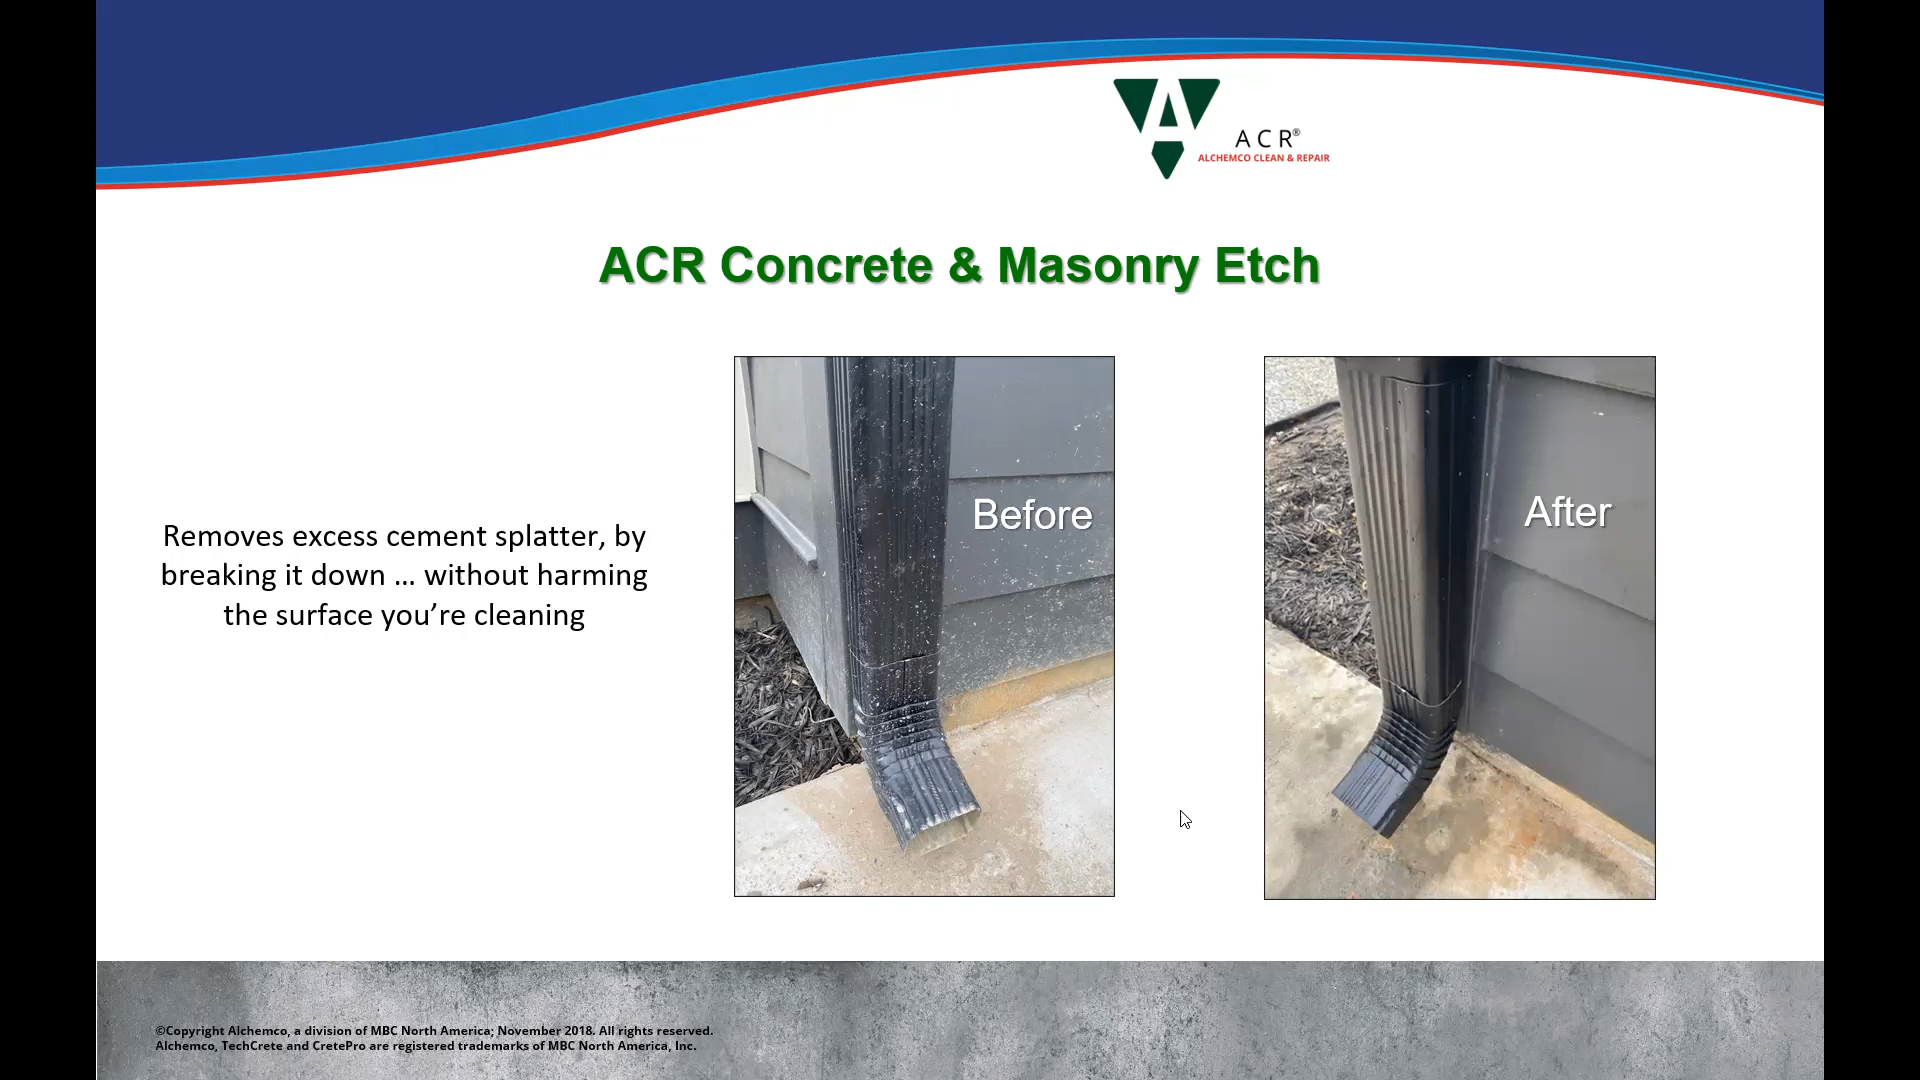 ACR®
ALCHEMCO CLEAN & REPAIR
ACR Concrete & Masonry Etch
Removes excess cement splatter, by
breaking it down ... without harming
the surface you’re cleaning
Before
After
©Copyright Alchemco, a division of MBC North America; November 2018. All rights reserved.
Alchemco, TechCrete and CretePro are registered trademarks of MBC North America, Inc.